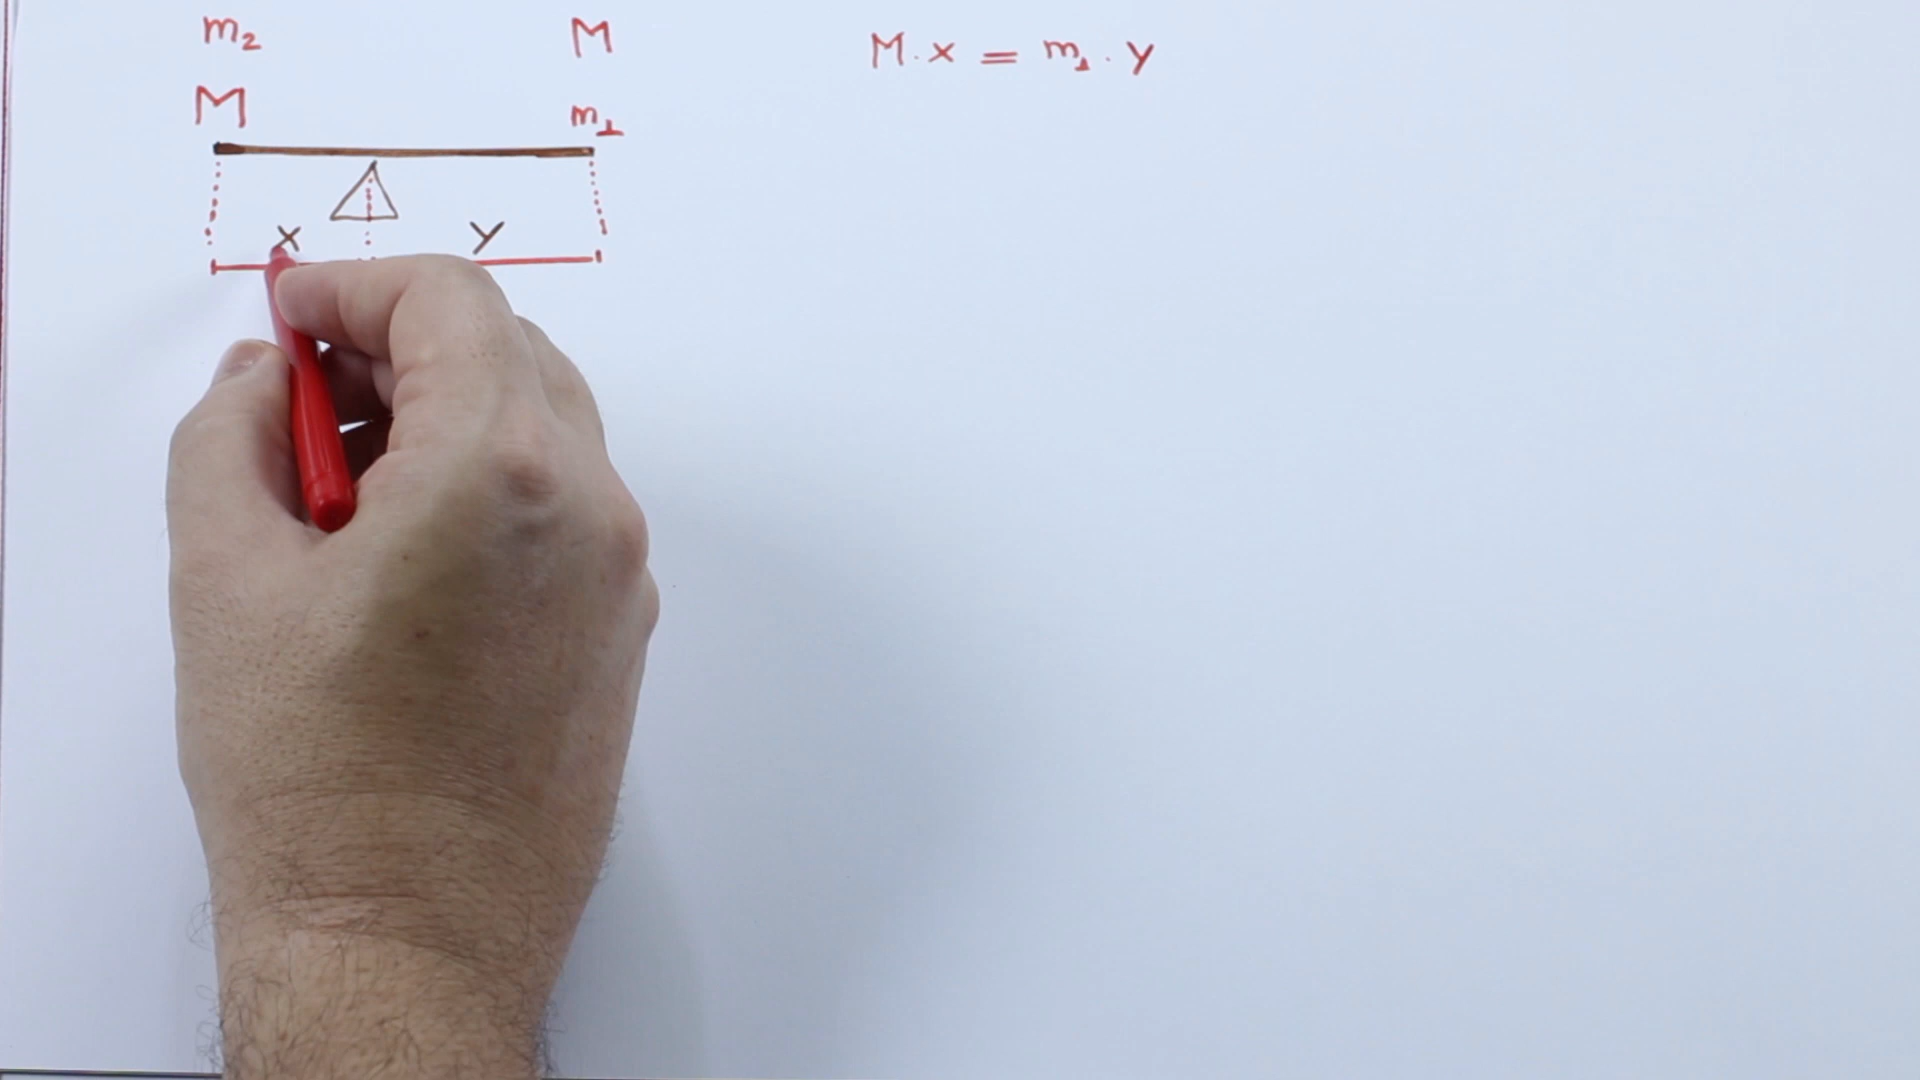 m₂ M
M · x = m₁ · y
M m₁
x y